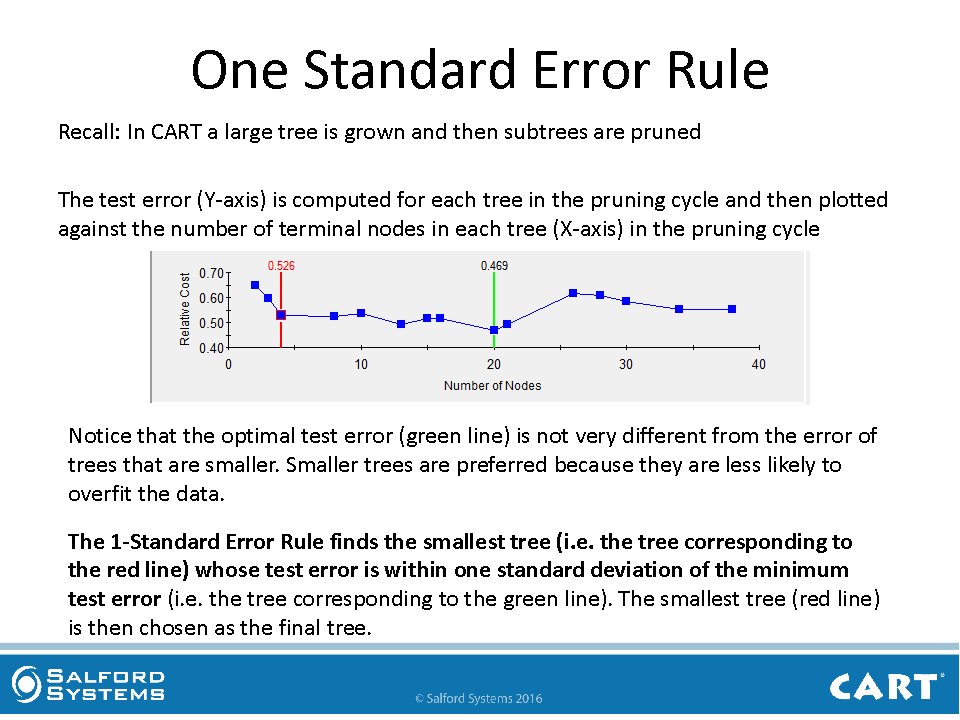 One Standard Error Rule
Recall: In CART a large tree is grown and then subtrees are pruned
The test error (Y-axis) is computed for each tree in the pruning cycle and then plotted
against the number of terminal nodes in each tree (X-axis) in the pruning cycle
0.526
0.469
Relative Cost
0.70
0.60
0.50
0.40
0 10 20 30 40
Number of Nodes
Notice that the optimal test error (green line) is not very different from the error of
trees that are smaller. Smaller trees are preferred because they are less likely to
overfit the data.
The 1-Standard Error Rule finds the smallest tree (i.e. the tree corresponding to
the red line) whose test error is within one standard deviation of the minimum
test error (i.e. the tree corresponding to the green line). The smallest tree (red line)
is then chosen as the final tree.
SALFORD
SYSTEMS
© Salford Systems 2016
CART®